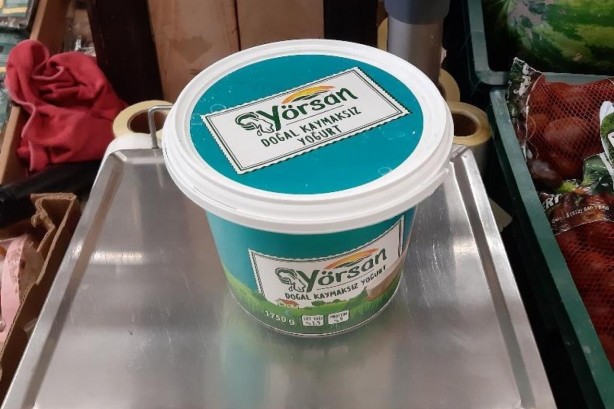 Yörsan
DOĞAL KAYMAKSIZ
YOĞURT
Yörsan
DOĞAL KAYMAKSIZ YOĞURT
1750 g